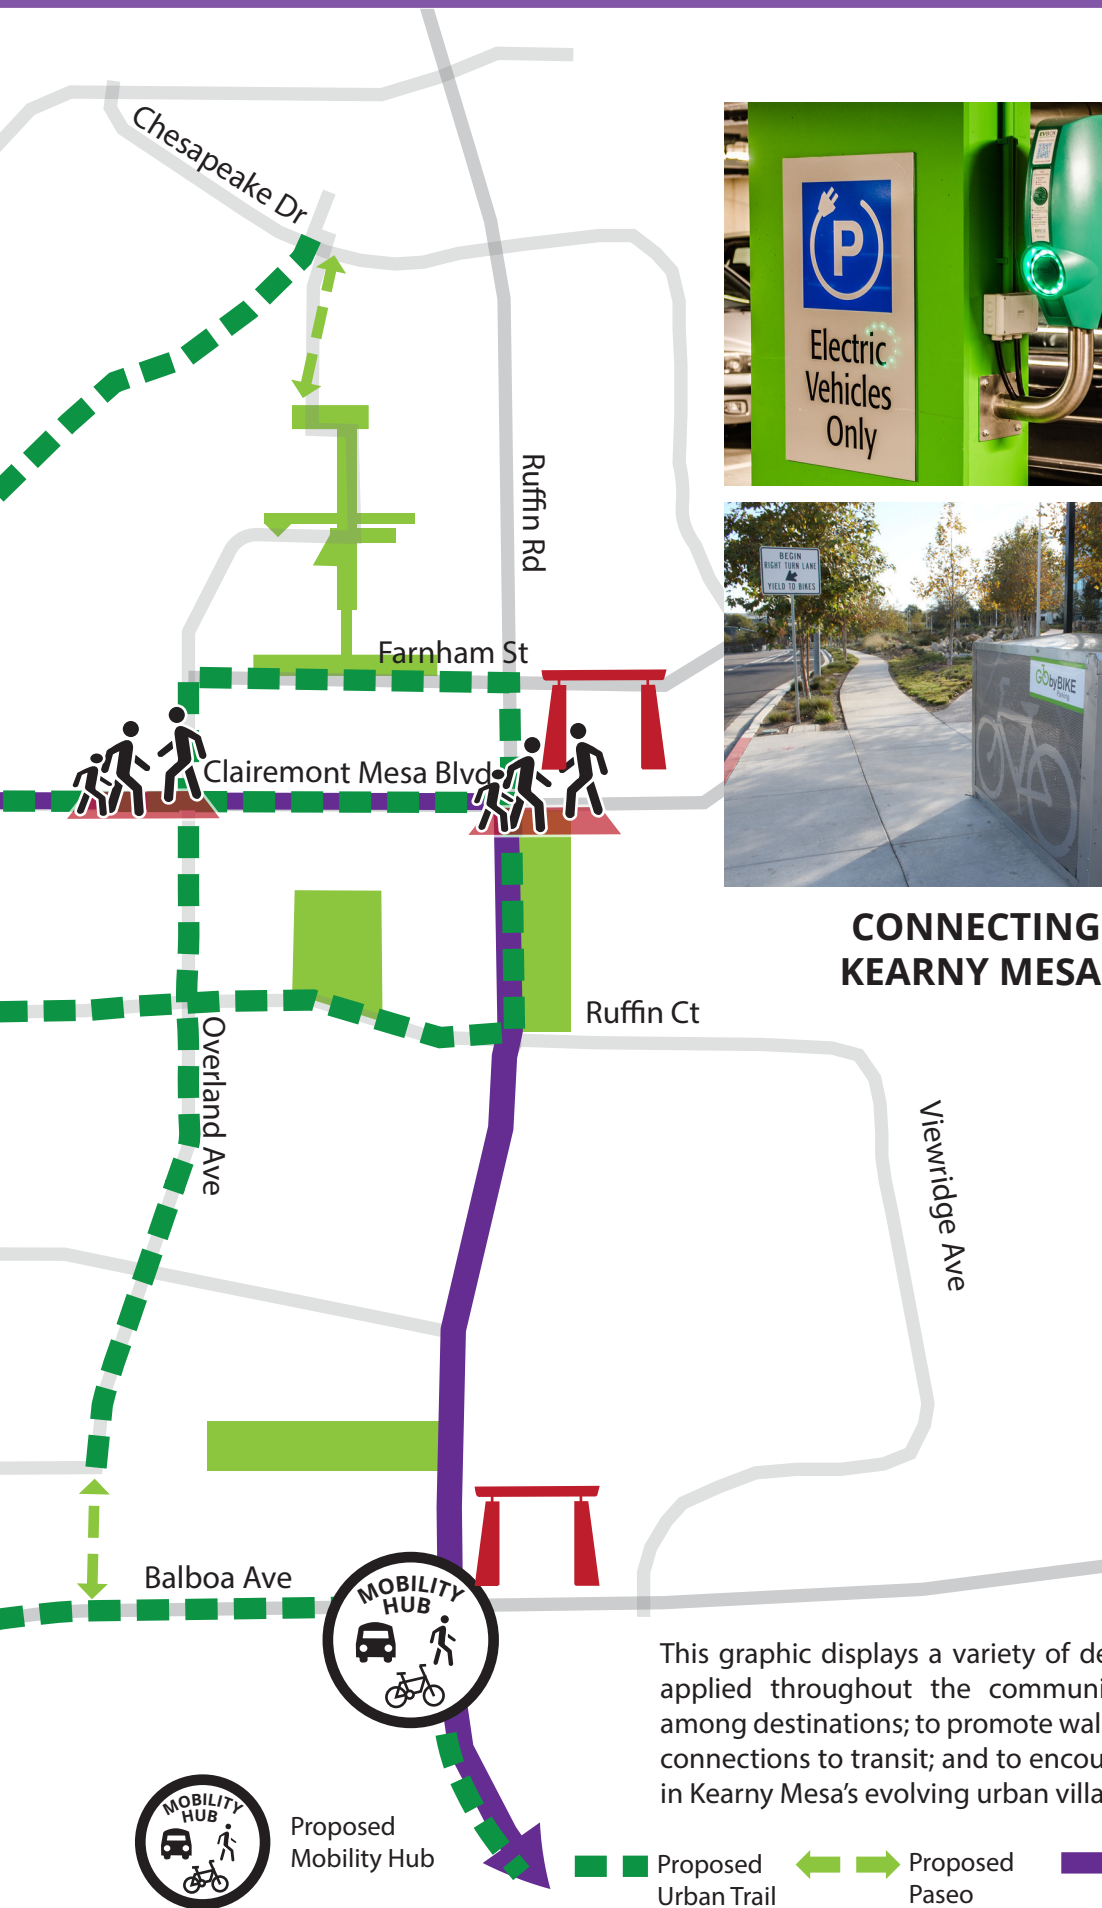 Chesapeake Dr
P
Electric
Vehicles
Only
Ruffin Rd
BEGIN
RIGHT TURN LANE
YIELD TO BIKES
GObyBIKE
Parking
Farnham St
Clairemont Mesa Blvd
CONNECTING
KEARNY MESA
Ruffin Ct
Overland Ave
Viewridge Ave
Balboa Ave
MOBILITY
HUB
This graphic displays a variety of de
applied throughout the communi
among destinations; to promote wal
connections to transit; and to encou
in Kearny Mesa's evolving urban villa
MOBILITY
HUB
Proposed
Mobility Hub
Proposed
Urban Trail
Proposed
Paseo